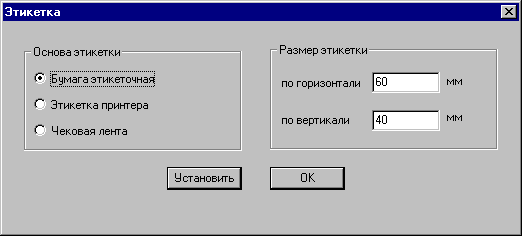 Этикетка
Основа этикетки
Бумага этикеточная
Этикетка принтера
Чековая лента
Размер этикетки
по горизонтали 60 мм
по вертикали 40 мм
Установить OK